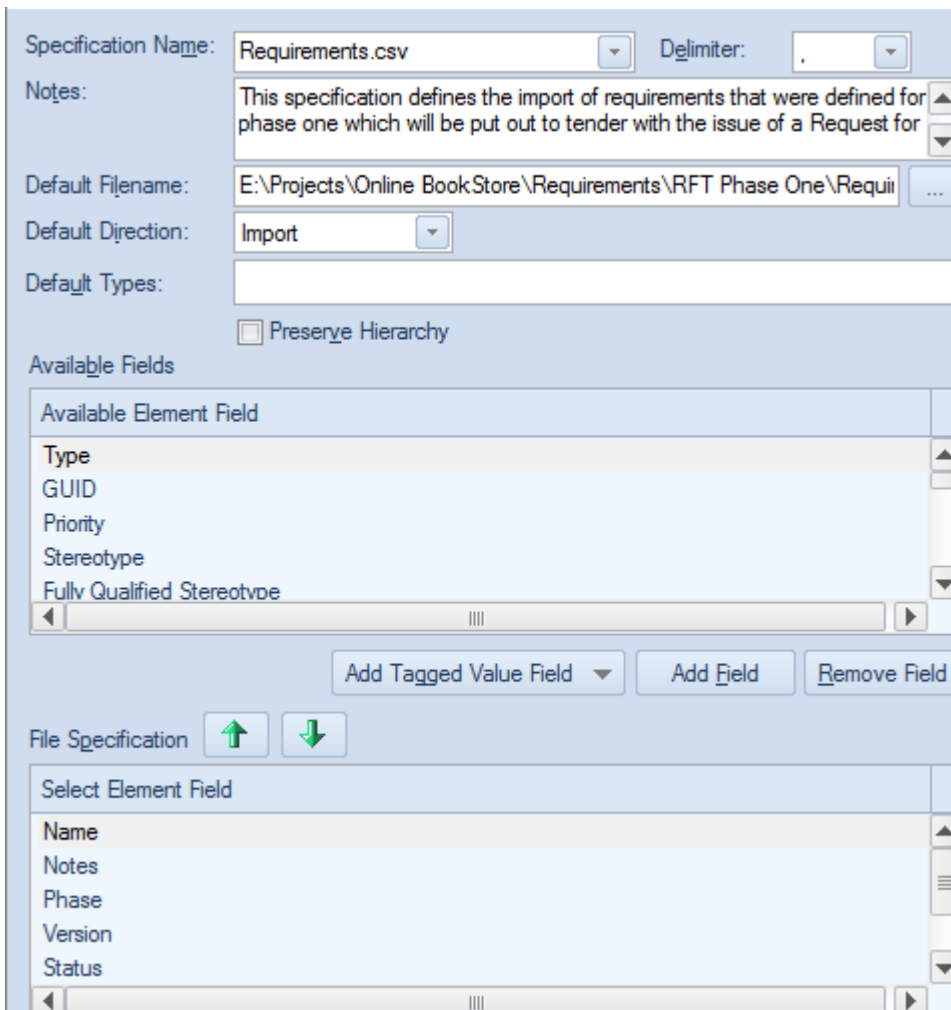 Specification Name: Requirements.csv Delimiter: ,
Notes: This specification defines the import of requirements that were defined for
phase one which will be put out to tender with the issue of a Request for
Default Filename: E:\Projects\Online BookStore\Requirements\RFT Phase One\Requir ...
Default Direction: Import
Default Types:
Preserve Hierarchy
Available Fields
Available Element Field
Type
GUID
Priority
Stereotype
Fully Qualified Stereotype
Add Tagged Value Field Add Field Remove Field
File Specification
Select Element Field
Name
Notes
Phase
Version
Status